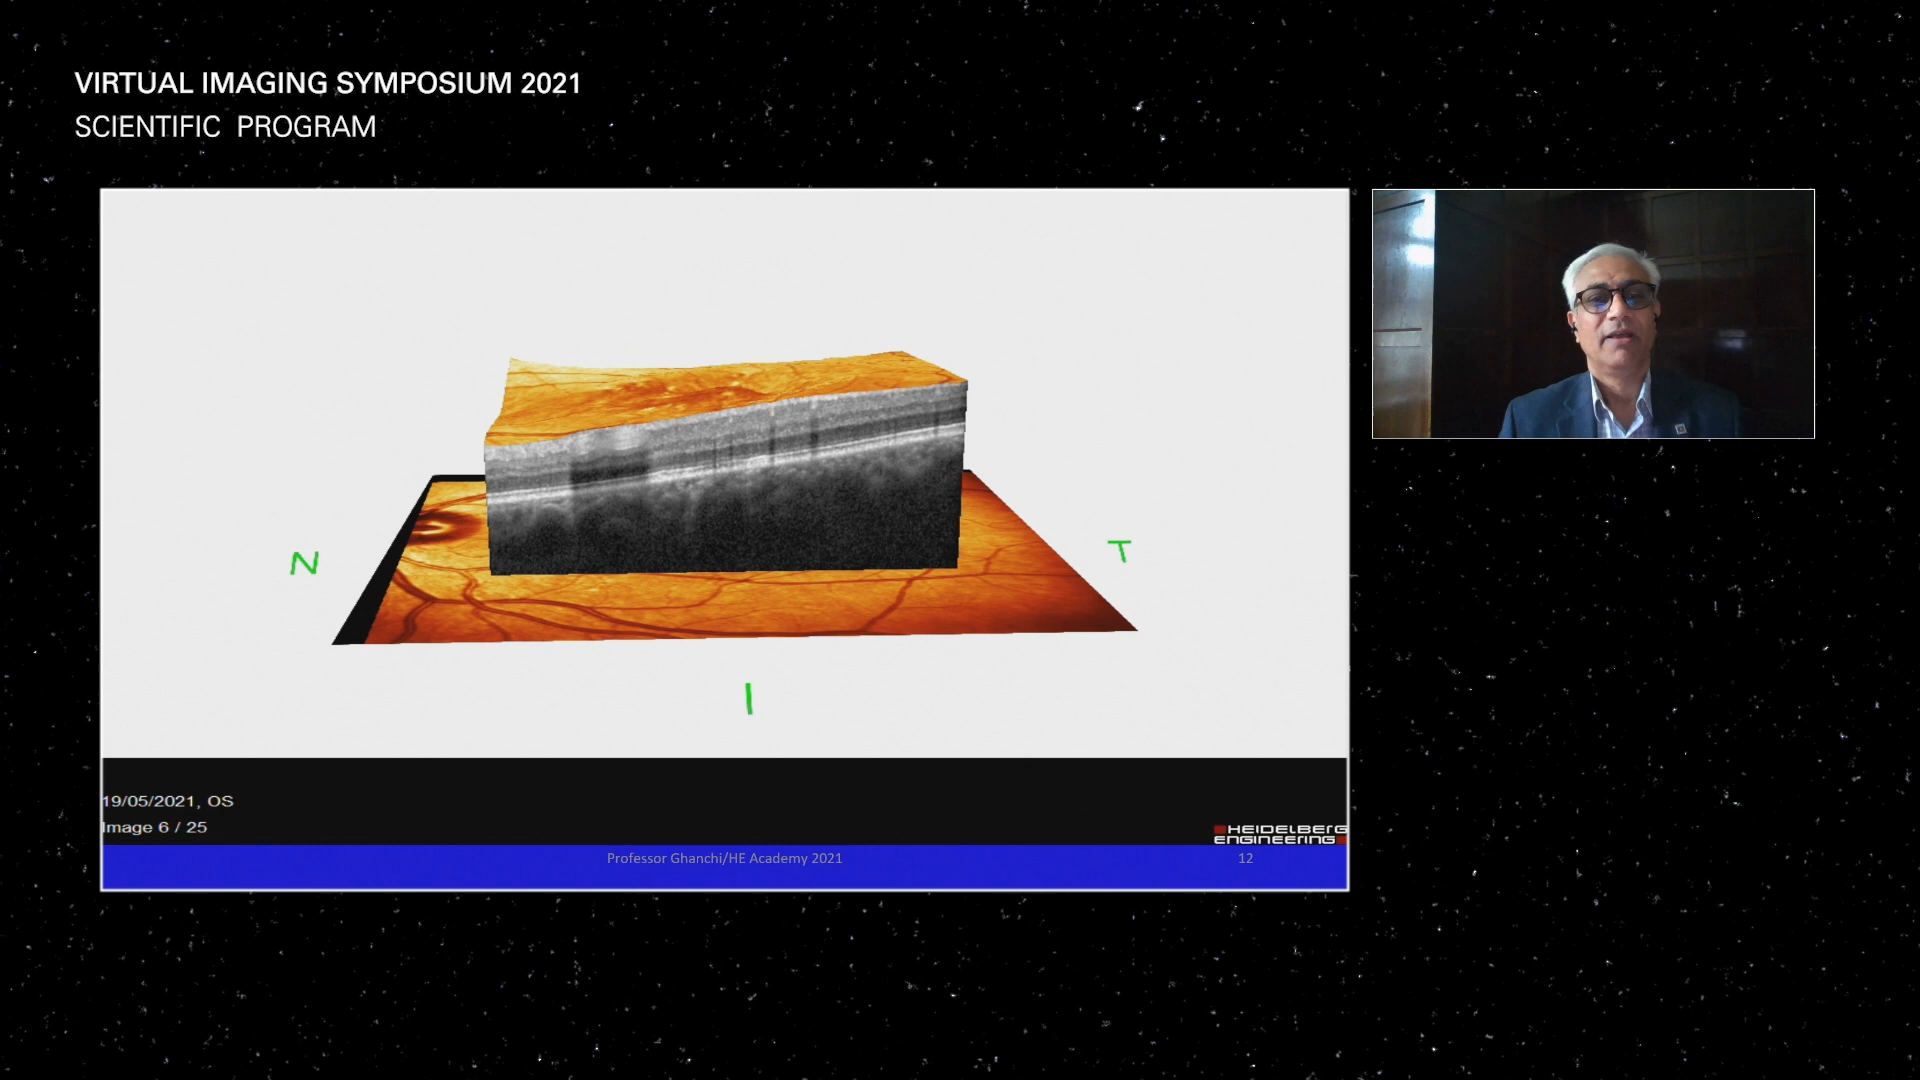 VIRTUAL IMAGING SYMPOSIUM 2021
SCIENTIFIC PROGRAM
N
T
I
19/05/2021, OS
Image 6 / 25
HEIDELBERG
ENGINEERING
Professor Ghanchi/HE Academy 2021
12